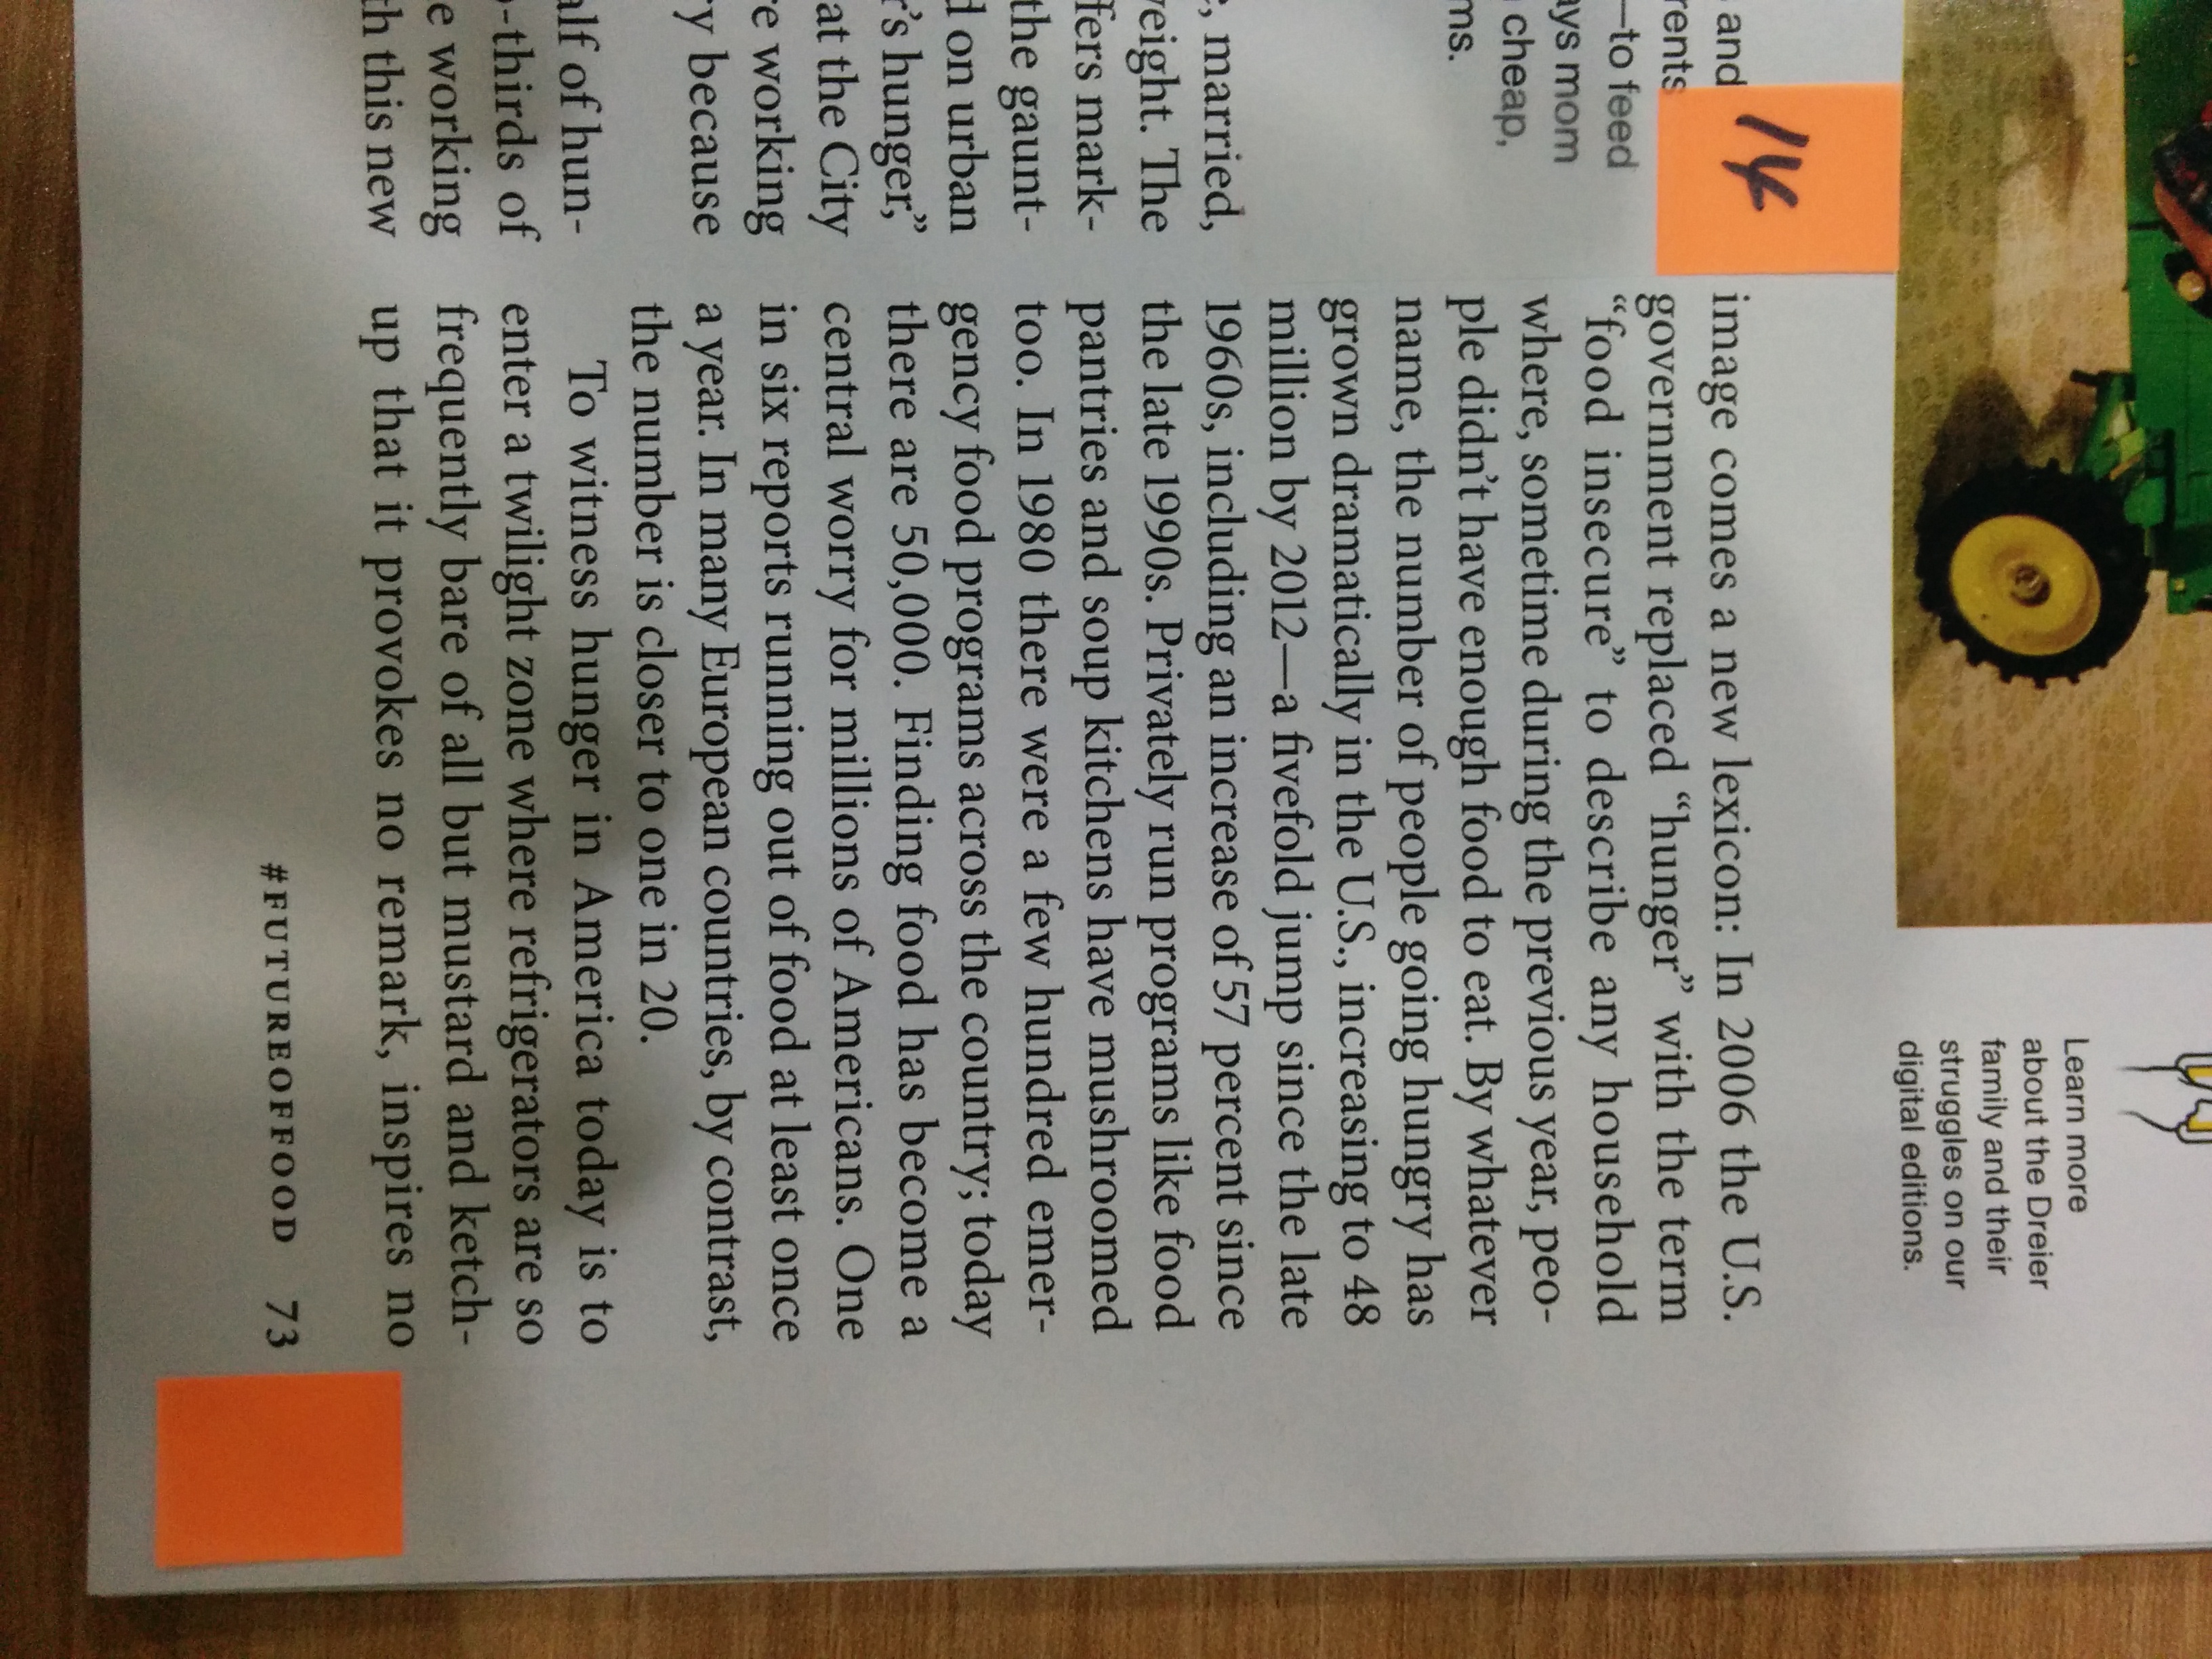 and
rents
—to feed
ays mom
cheap,
ms.
married,
The
fers mark-
the gaunt-
on urban
hunger,”
at the City
working
because
of hun-
-thirds of
working
this new
14
image comes a new lexicon: In 2006 the U.S.
government replaced “hunger” with the term
“food insecure” to describe any household
where, sometime during the previous year, peo-
ple didn’t have enough food to eat. By whatever
name, the number of people going hungry has
grown dramatically in the U.S., increasing to 48
million by 2012—a fivefold jump since the late
1960s, including an increase of 57 percent since
the late 1990s. Privately run programs like food
pantries and soup kitchens have mushroomed
too. In 1980 there were a few hundred emer-
gency food programs across the country; today
there are 50,000. Finding food has become a
central worry for millions of Americans. One
in six reports running out of food at least once
a year. In many European countries, by contrast,
the number is closer to one in 20.
To witness hunger in America today is to
enter a twilight zone where refrigerators are so
frequently bare of all but mustard and ketch-
up that it provokes no remark, inspires no
Learn more
about the Dreier
family and their
struggles on our
digital editions.
#FUTUREOFFOOD 73